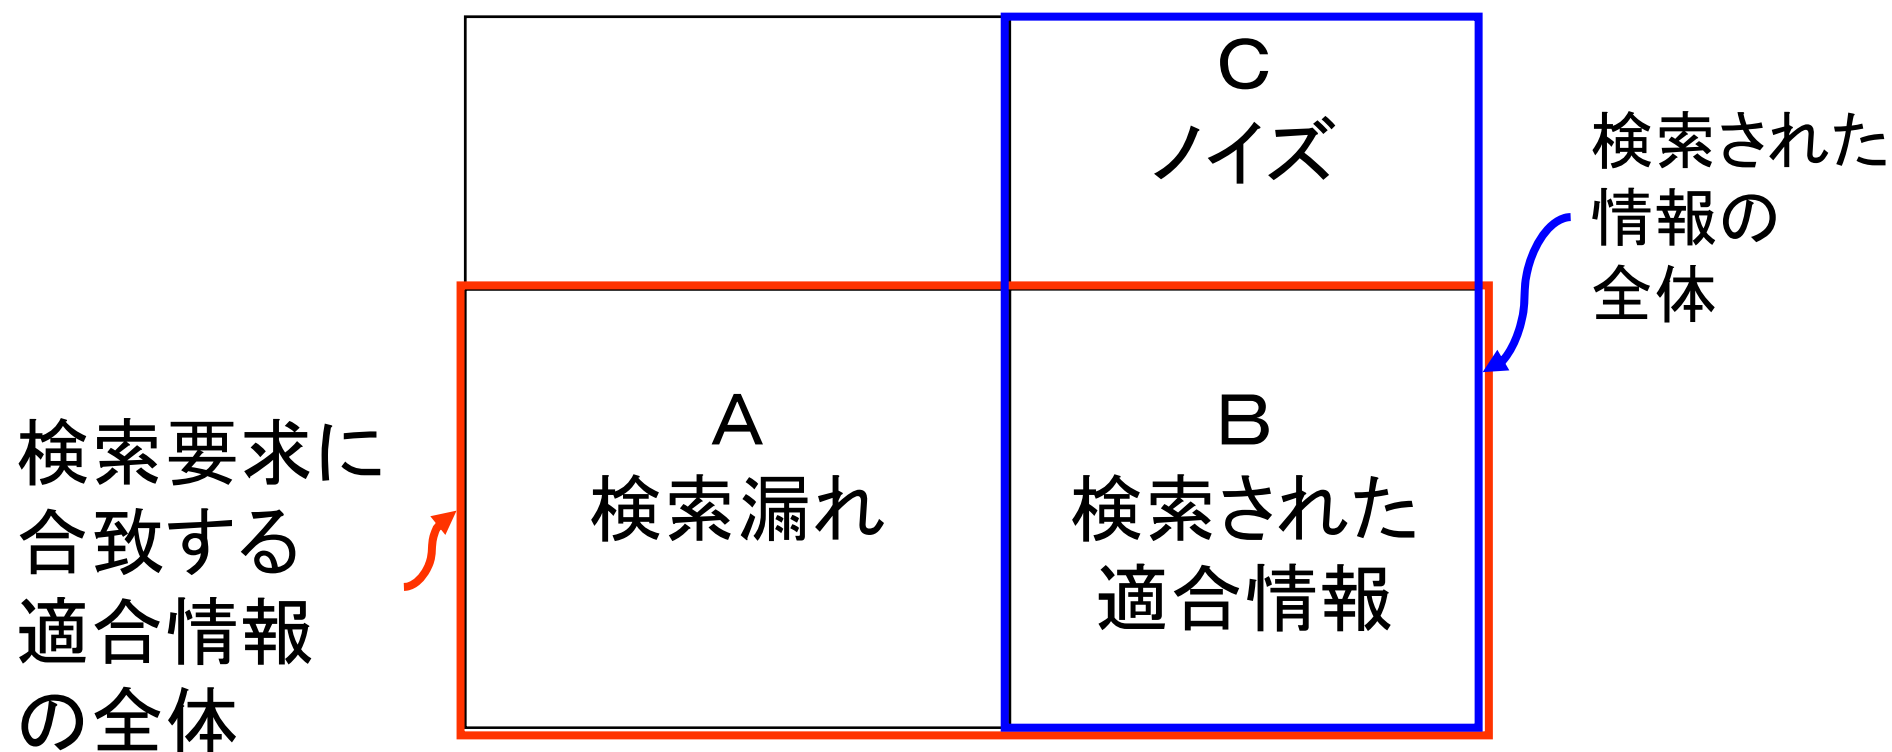 C
ノイズ
検索された
情報の
全体
A
検索漏れ
B
検索された
適合情報
検索要求に
合致する
適合情報
の全体